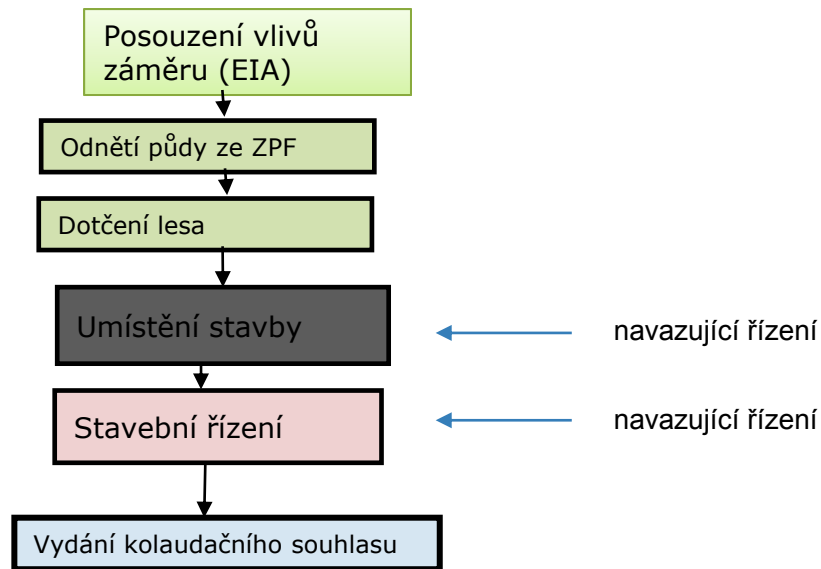 Posouzení vlivů
záměru (EIA)
Odnětí půdy ze ZPF
Dotčení lesa
Umístění stavby
navazující řízení
Stavební řízení
navazující řízení
Vydání kolaudačního souhlasu